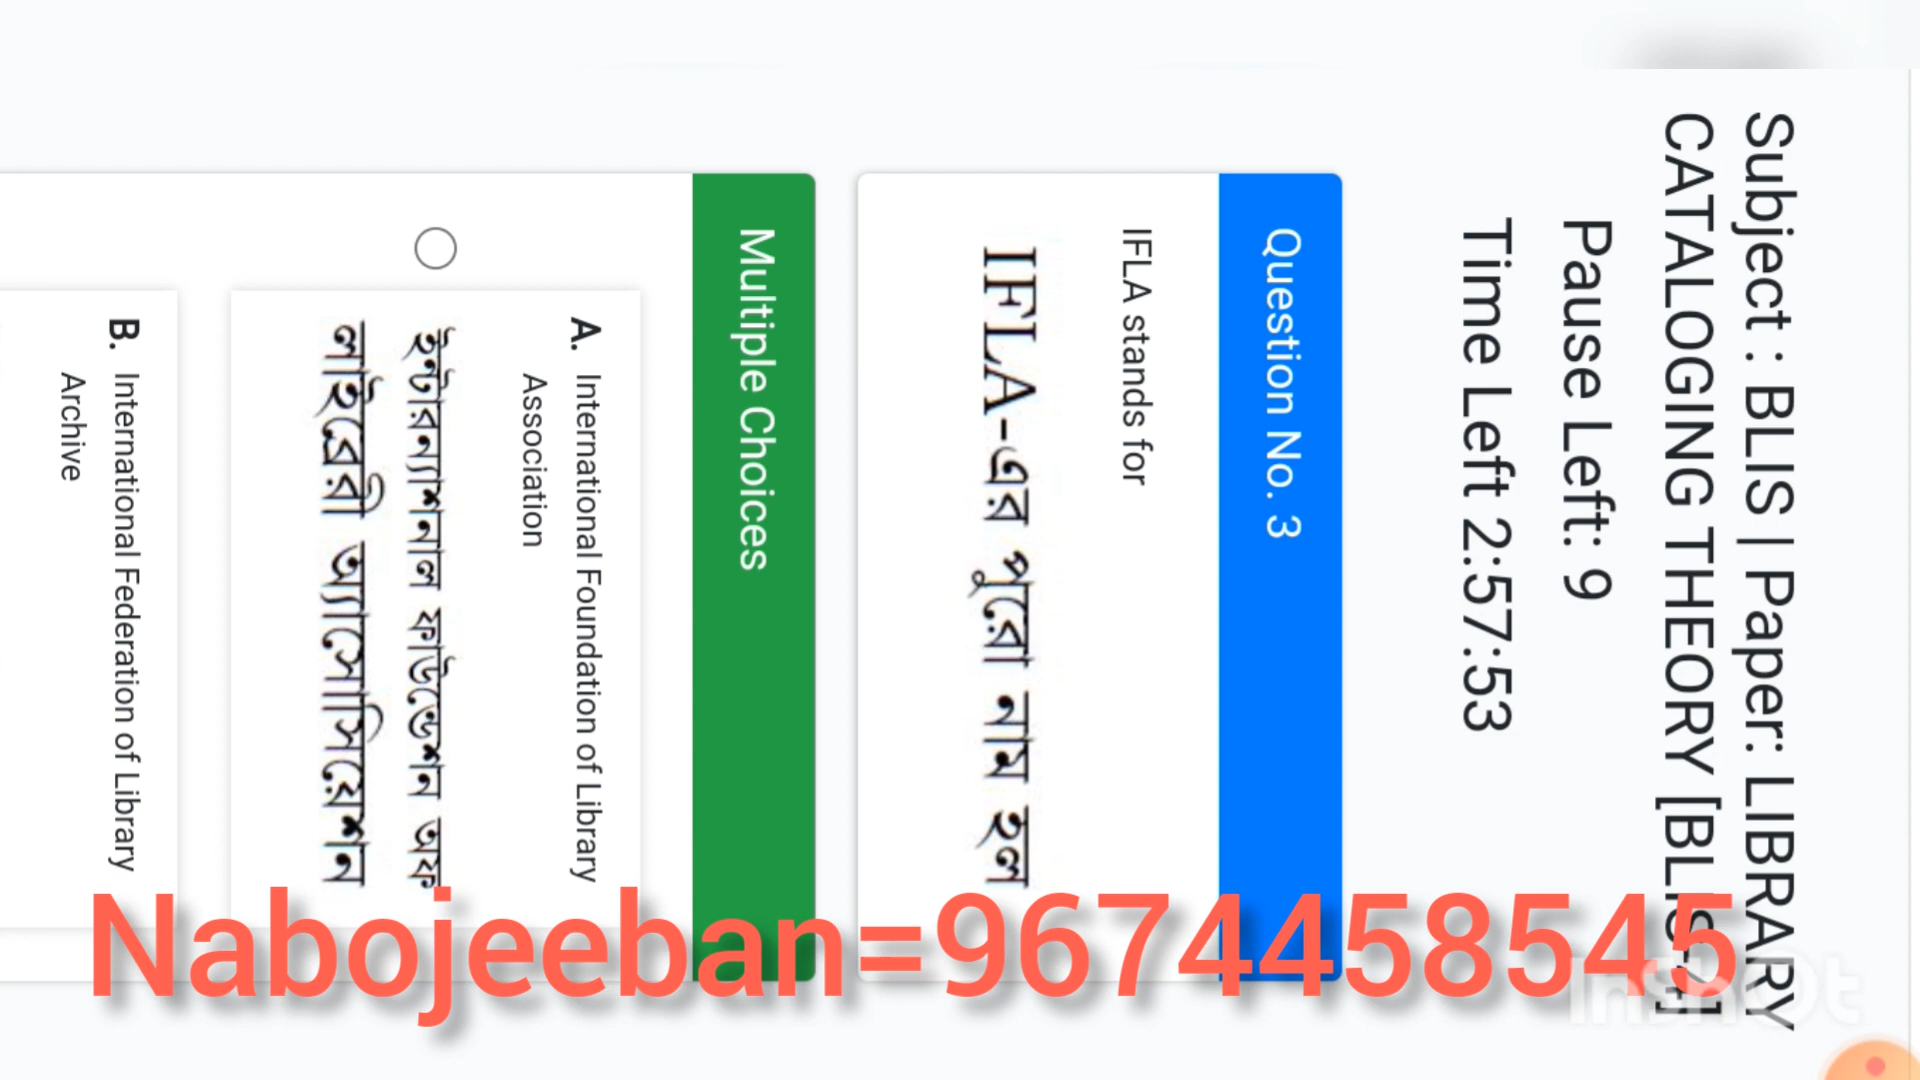 Subject : BLIS | Paper: LIBRARY
CATALOGING THEORY [BLIS-4]
Pause Left: 9
Time Left 2:57:53
Question No. 3
IFLA stands for
IFLA-এর পুরো নাম হল
Multiple Choices
A. International Foundation of Library
Association
ইন্টারন্যাশনাল ফাউন্ডেশন অফ
লাইব্রেরী অ্যাসোসিয়েশন
B. International Federation of Library
Archive
Nabojeeban=9674458545
InShOt